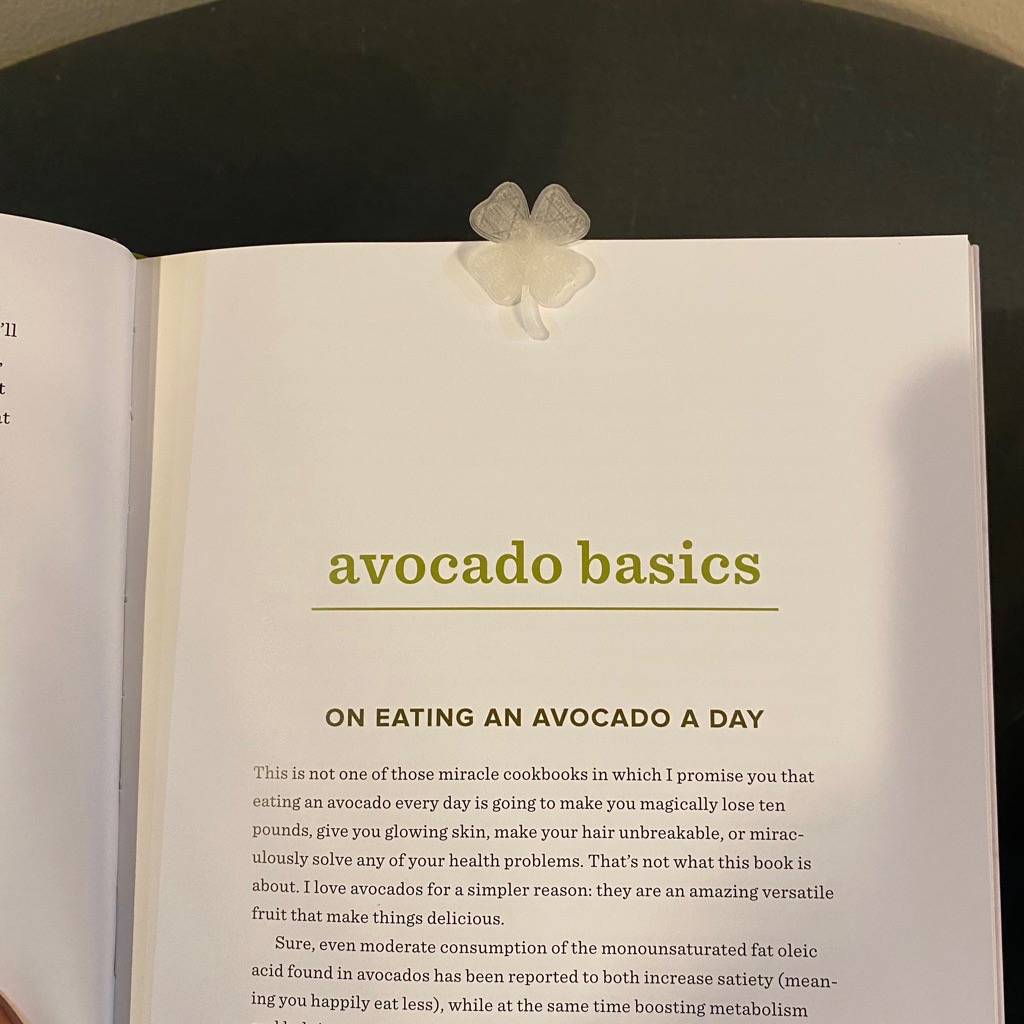 'll
,
t
at
avocado basics
ON EATING AN AVOCADO A DAY
This is not one of those miracle cookbooks in which I promise you that
eating an avocado every day is going to make you magically lose ten
pounds, give you glowing skin, make your hair unbreakable, or mirac-
ulously solve any of your health problems. That's not what this book is
about. I love avocados for a simpler reason: they are an amazing versatile
fruit that make things delicious.
Sure, even moderate consumption of the monounsaturated fat oleic
acid found in avocados has been reported to both increase satiety (mean-
ing you happily eat less), while at the same time boosting metabolism